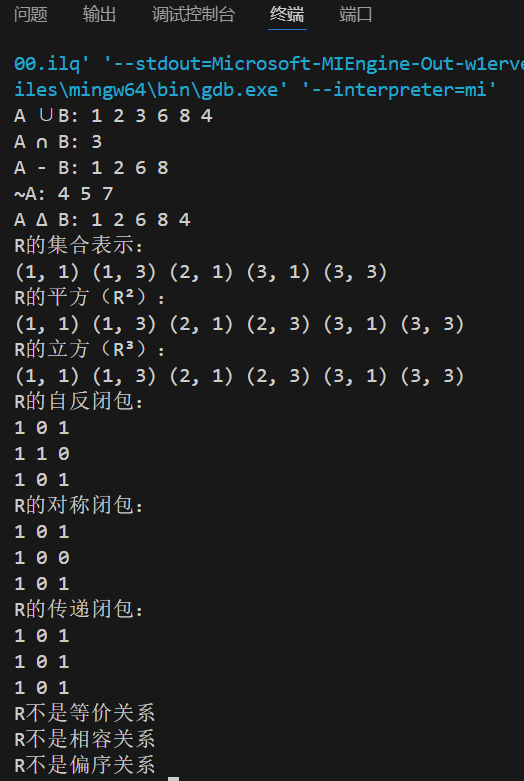 问题 输出 调试控制台 终端 端口
00.ilq' '--stdout=Microsoft-MIEngine-Out-w1erve
iles\mingw64\bin\gdb.exe' '--interpreter=mi'
A ∪B: 1 2 3 6 8 4
A ∩ B: 3
A - B: 1 2 6 8
~A: 4 5 7
A Δ B: 1 2 6 8 4
R的集合表示:
(1, 1) (1, 3) (2, 1) (3, 1) (3, 3)
R的平方（R²）:
(1, 1) (1, 3) (2, 1) (2, 3) (3, 1) (3, 3)
R的立方（R³）:
(1, 1) (1, 3) (2, 1) (2, 3) (3, 1) (3, 3)
R的自反闭包:
1 0 1
1 1 0
1 0 1
R的对称闭包:
1 0 1
1 0 0
1 0 1
R的传递闭包:
1 0 1
1 0 1
1 0 1
R不是等价关系
R不是相容关系
R不是偏序关系